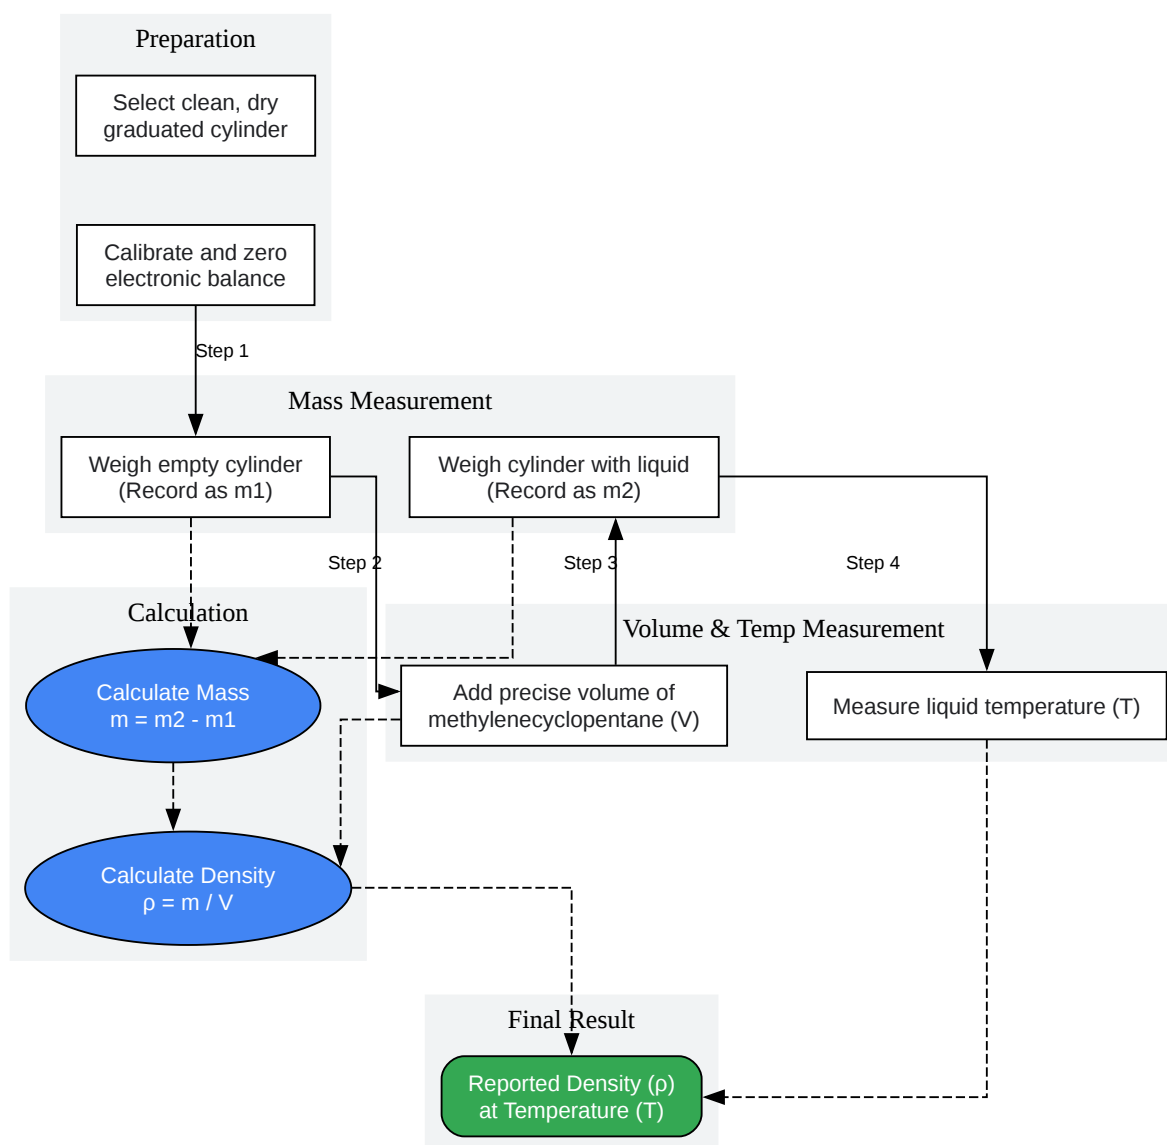 Preparation
Select clean, dry
graduated cylinder
Calibrate and zero
electronic balance
Step 1
Mass Measurement
Weigh empty cylinder
(Record as m1)
Weigh cylinder with liquid
(Record as m2)
Step 2
Step 3
Step 4
Calculation
Volume & Temp Measurement
Calculate Mass
m = m2 - m1
Add precise volume of
methylenecyclopentane (V)
Measure liquid temperature (T)
Calculate Density
ρ = m / V
Final Result
Reported Density (ρ)
at Temperature (T)